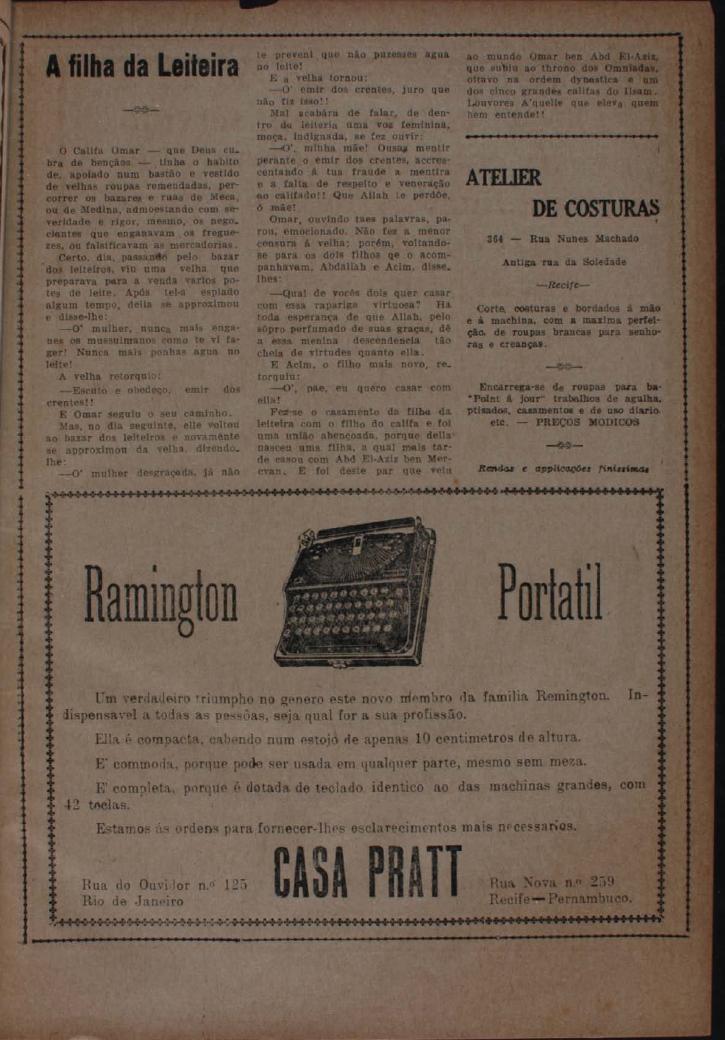 A filha da Leiteira
O Califa Omar — que Deus cu-
bra de bençãos — tinha o habito
de, apoiado num bastão e vestido
de velhas roupas remendadas, per-
correr os bazares e ruas de Meca,
ou de Medina, admoestando com se-
veridade e rigor, mesmo, os nego-
ciantes que enganavam os fregue-
zes, ou falsificavam as mercadorias.
Certo, dia, passando pelo bazar
dos leiteiros, viu uma velha que
preparava para a venda varios po-
tes de leite. Após tel-a espiado
algum tempo, della se approximou
e disse-lhe:
—O' mulher, nunca mais enga-
nes os mussulmanos como te vi fa-
ger! Nunca mais ponhas agua no
leite!
A velha retorquiu:
—Escuto e obedeço, emir dos
crentes!!
E Omar seguiu o seu caminho.
Mas, no dia seguinte, elle voltou
ao bazar dos leiteiros e novamente
se approximou da velha, dizendo-
lhe:
—O' mulher desgraçada, já não
te preveni que não puzesses agua
no leite!
E a velha tornou:
—O' emir dos crentes, juro que
não fiz isso!!
Mal acabára de falar, de den-
tro da leiteria uma voz feminina,
moça, indignada, se fez ouvir:
—O', minha mãe! Ousas mentir
perante o emir dos crentes, accres-
centando á tua fraude a mentira
e a falta de respeito e veneração
ao califado!! Que Allah te perdõe,
ó mãe!
Omar, ouvindo taes palavras, pa-
rou, emocionado. Não fez a menor
censura á velha; porém, voltando-
se para os dois filhos qe o acom-
panhavam, Abdallah e Acim, disse-
lhes:
—Qual de vocês dois quer casar
com essa rapariga virtuosa? Ha
toda esperança de que Allah, pelo
sôpro perfumado de suas graças, dê
a essa menina descendencia tão
cheia de virtudes quanto ella.
E Acim, o filho mais novo, re-
torquiu:
—O', pae, eu quero casar com
ella!
Fez-se o casamento da filha da
leiteira com o filho do califa e foi
uma união abençoada, porque della
nasceu uma filha, a qual mais tar-
de casou com Abd El-Aziz ben Mer-
cvan. E foi deste par que veiu
ao mundo Omar ben Abd El-Aziz,
que subiu ao throno dos Omniadas,
oitavo na ordem dynastica e um
dos cinco grandes califas do Ilsam.
Louvores A'quelle que eleva quem
bem entende!!
ATELIER
DE COSTURAS
364 — Rua Nunes Machado
Antiga rua da Soledade
—Recife—
Corte, costuras e bordados á mão
e á machina, com a maxima perfei-
ção, de roupas brancas para senho-
ras e creanças.
Encarrega-se de roupas para ba-
"Point á jour" trabalhos de agulha,
ptisados, casamentos e de uso diario,
etc. — PREÇOS MODICOS
Rendas e applicações finissimas
Ramington
Portatil
Um verdadeiro triumpho no genero este novo membro da familia Remington. In-
dispensavel a todas as pessôas, seja qual for a sua profissão.
Ella é compacta, cabendo num estojo de apenas 10 centimetros de altura.
E' commoda, porque pode ser usada em qualquer parte, mesmo sem meza.
E' completa, porque é dotada de teclado identico ao das machinas grandes, com
42 teclas.
Estamos ás ordens para fornecer-lhes esclarecimentos mais necessarios.
CASA PRATT
Rua do Ouvidor n.º 125
Rio de Janeiro
Rua Nova n.º 259
Recife—Pernambuco.